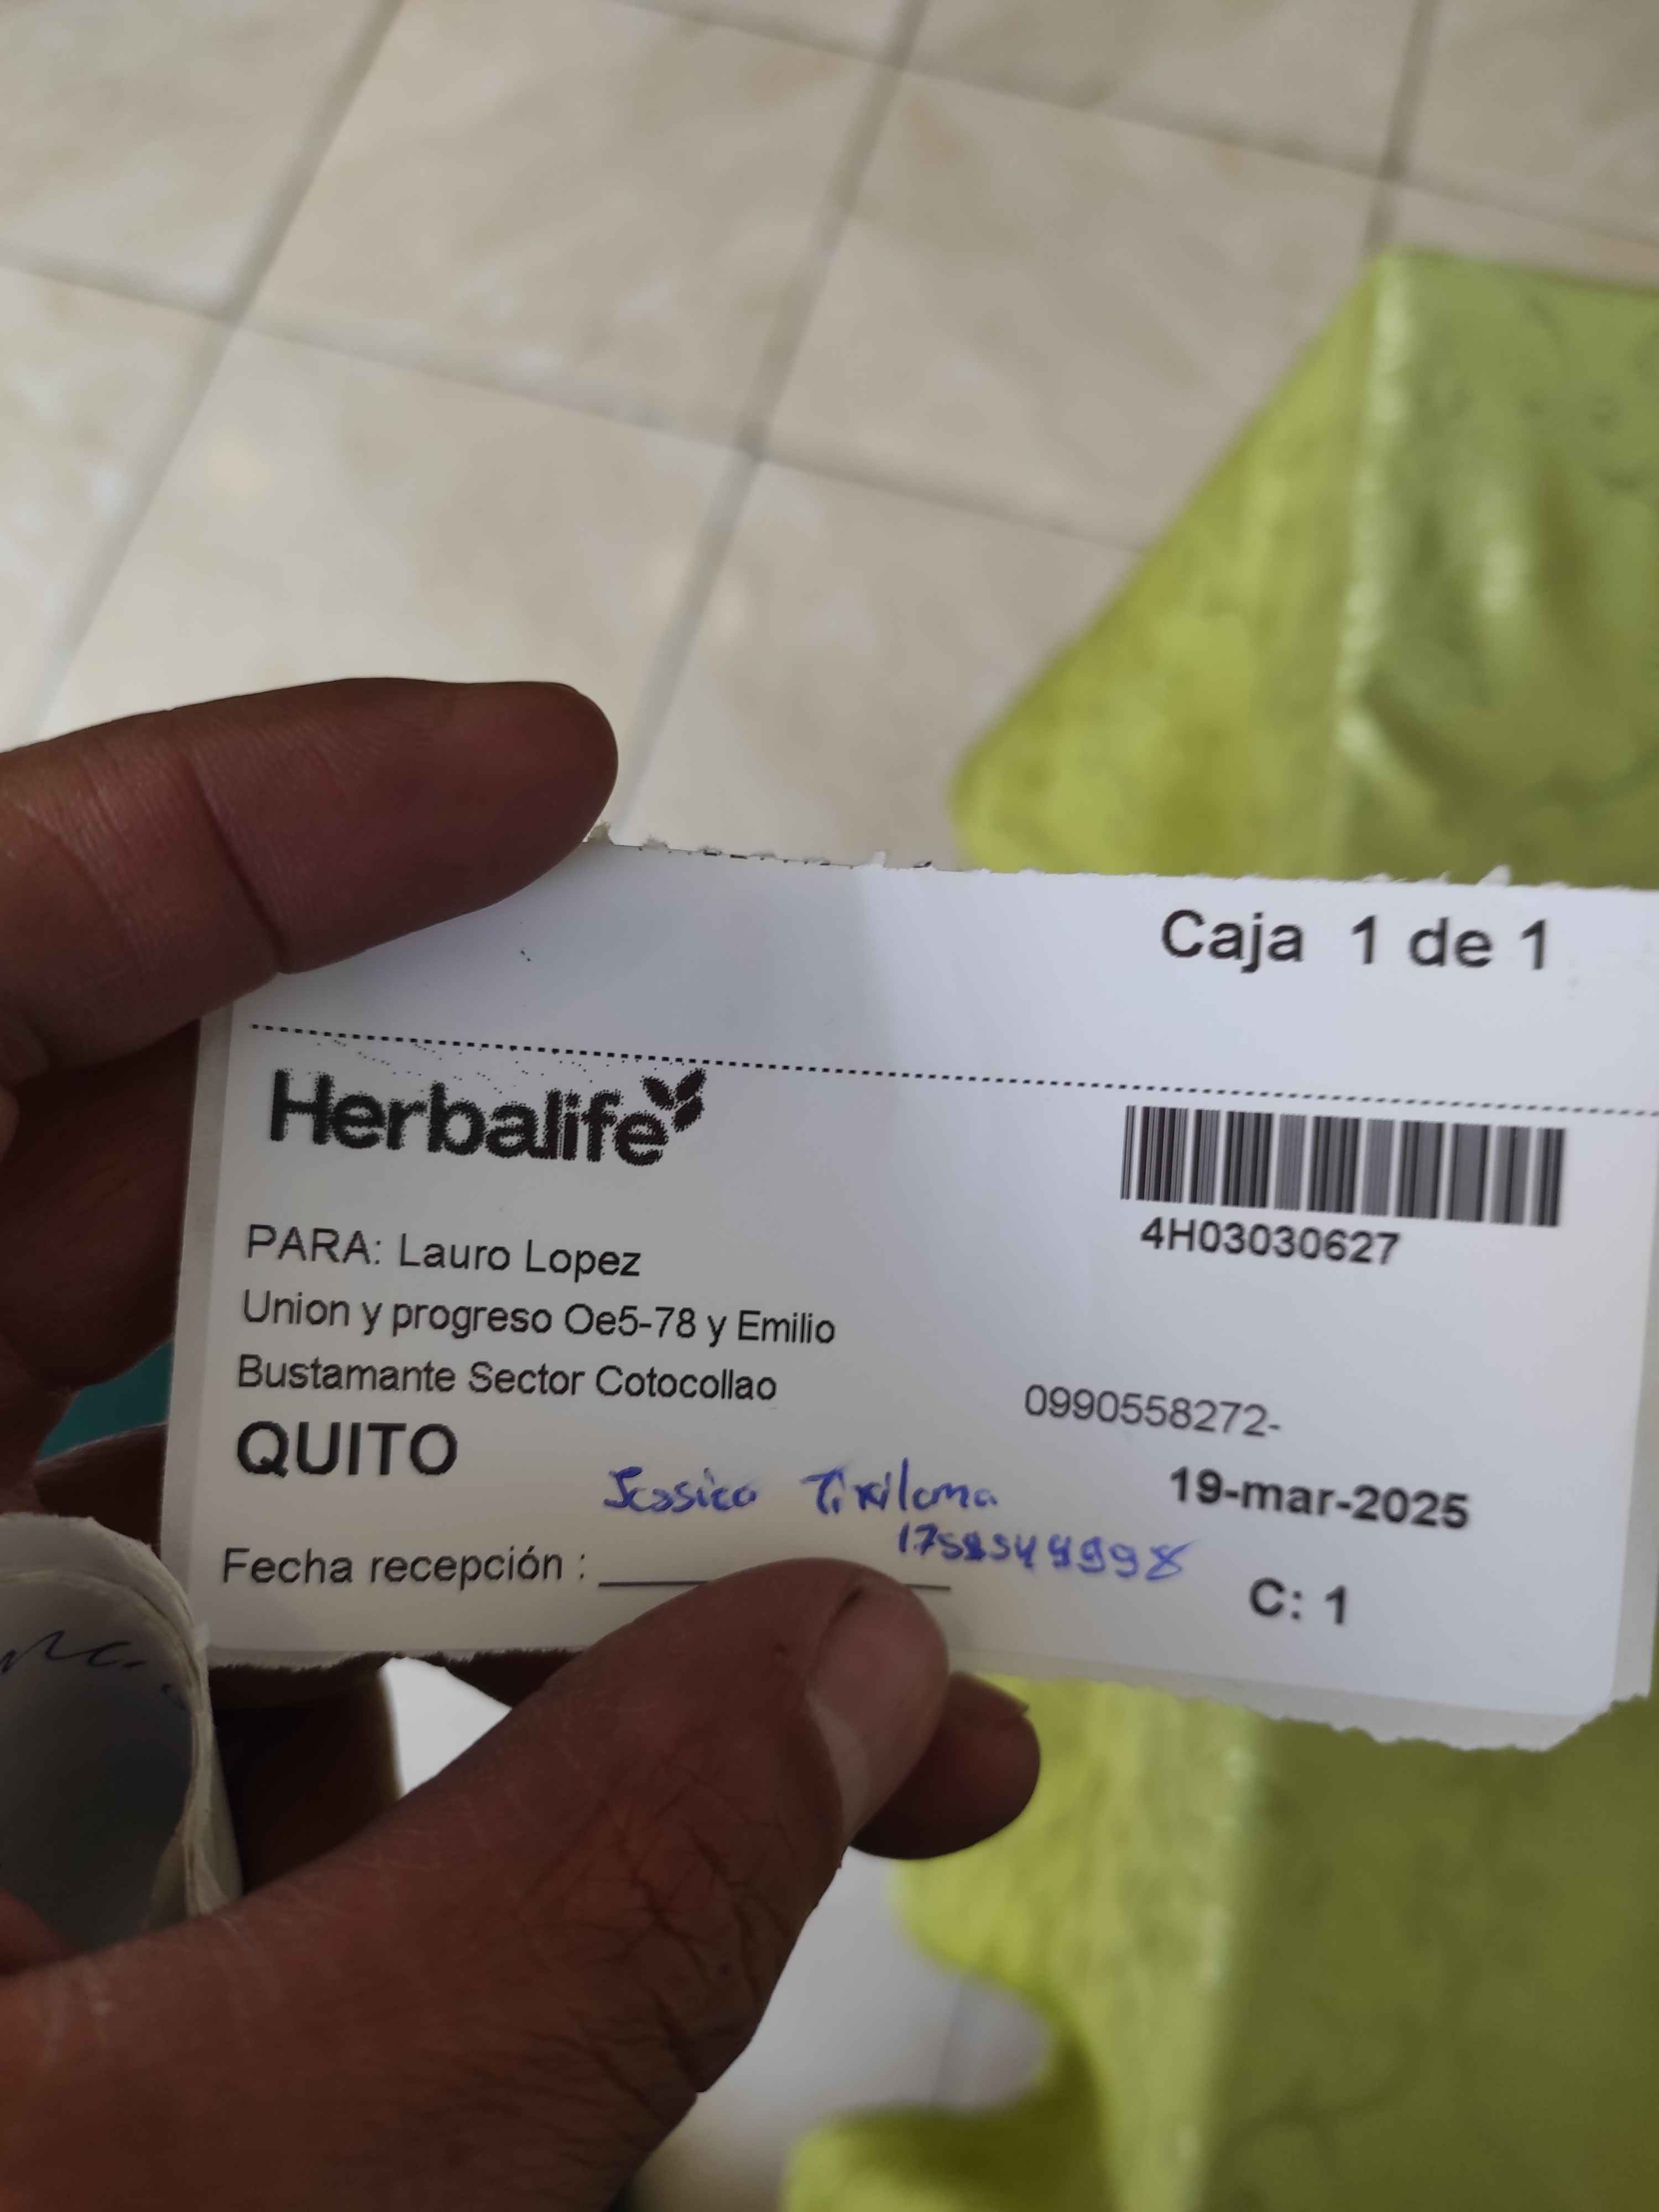 Caja 1 de 1
Herbalife
4H03030627
PARA: Lauro Lopez
Union y progreso Oe5-78 y Emilio
Bustamante Sector Cotocollao
0990558272-
QUITO
19-mar-2025
Jessica
Fecha recepción :
C: 1